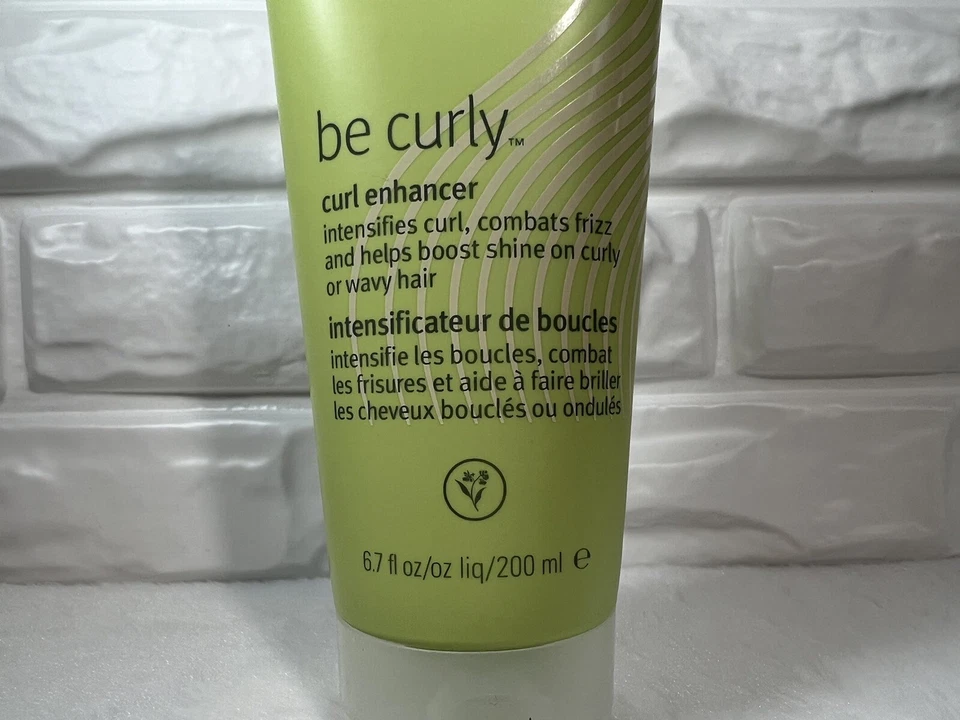 be curly™
curl enhancer
intensifies curl, combats frizz
and helps boost shine on curly
or wavy hair
intensificateur de boucles
intensifie les boucles, combat
les frisures et aide à faire briller
les cheveux bouclés ou ondulés
6.7 fl oz/oz liq/200 ml ℮